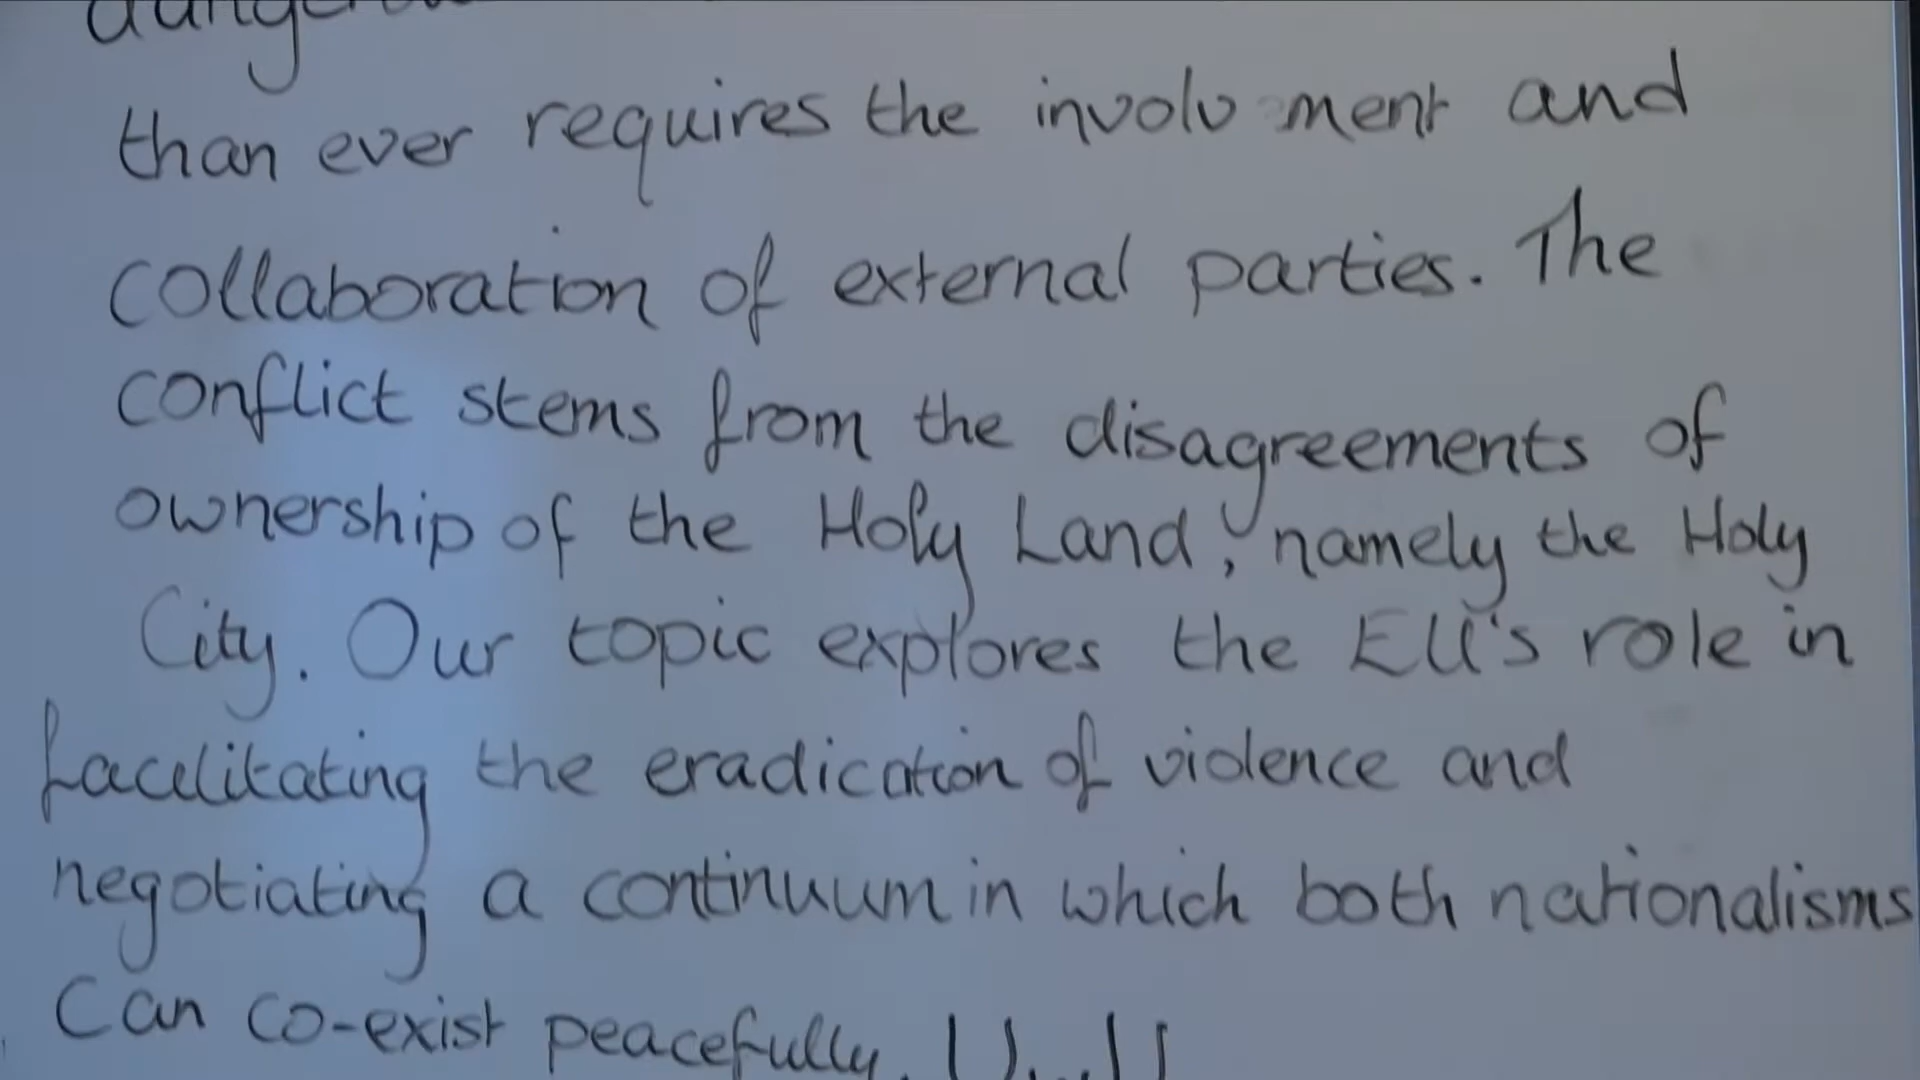 than ever requires the involv ment and
collaboration of external parties. The
conflict stems from the disagreements of
ownership of the Holy Land, namely the Holy
City. Our topic explores the EU's role in
facilitating the eradication of violence and
negotiating a continuum in which both nationalisms
Can co-exist peacefully.